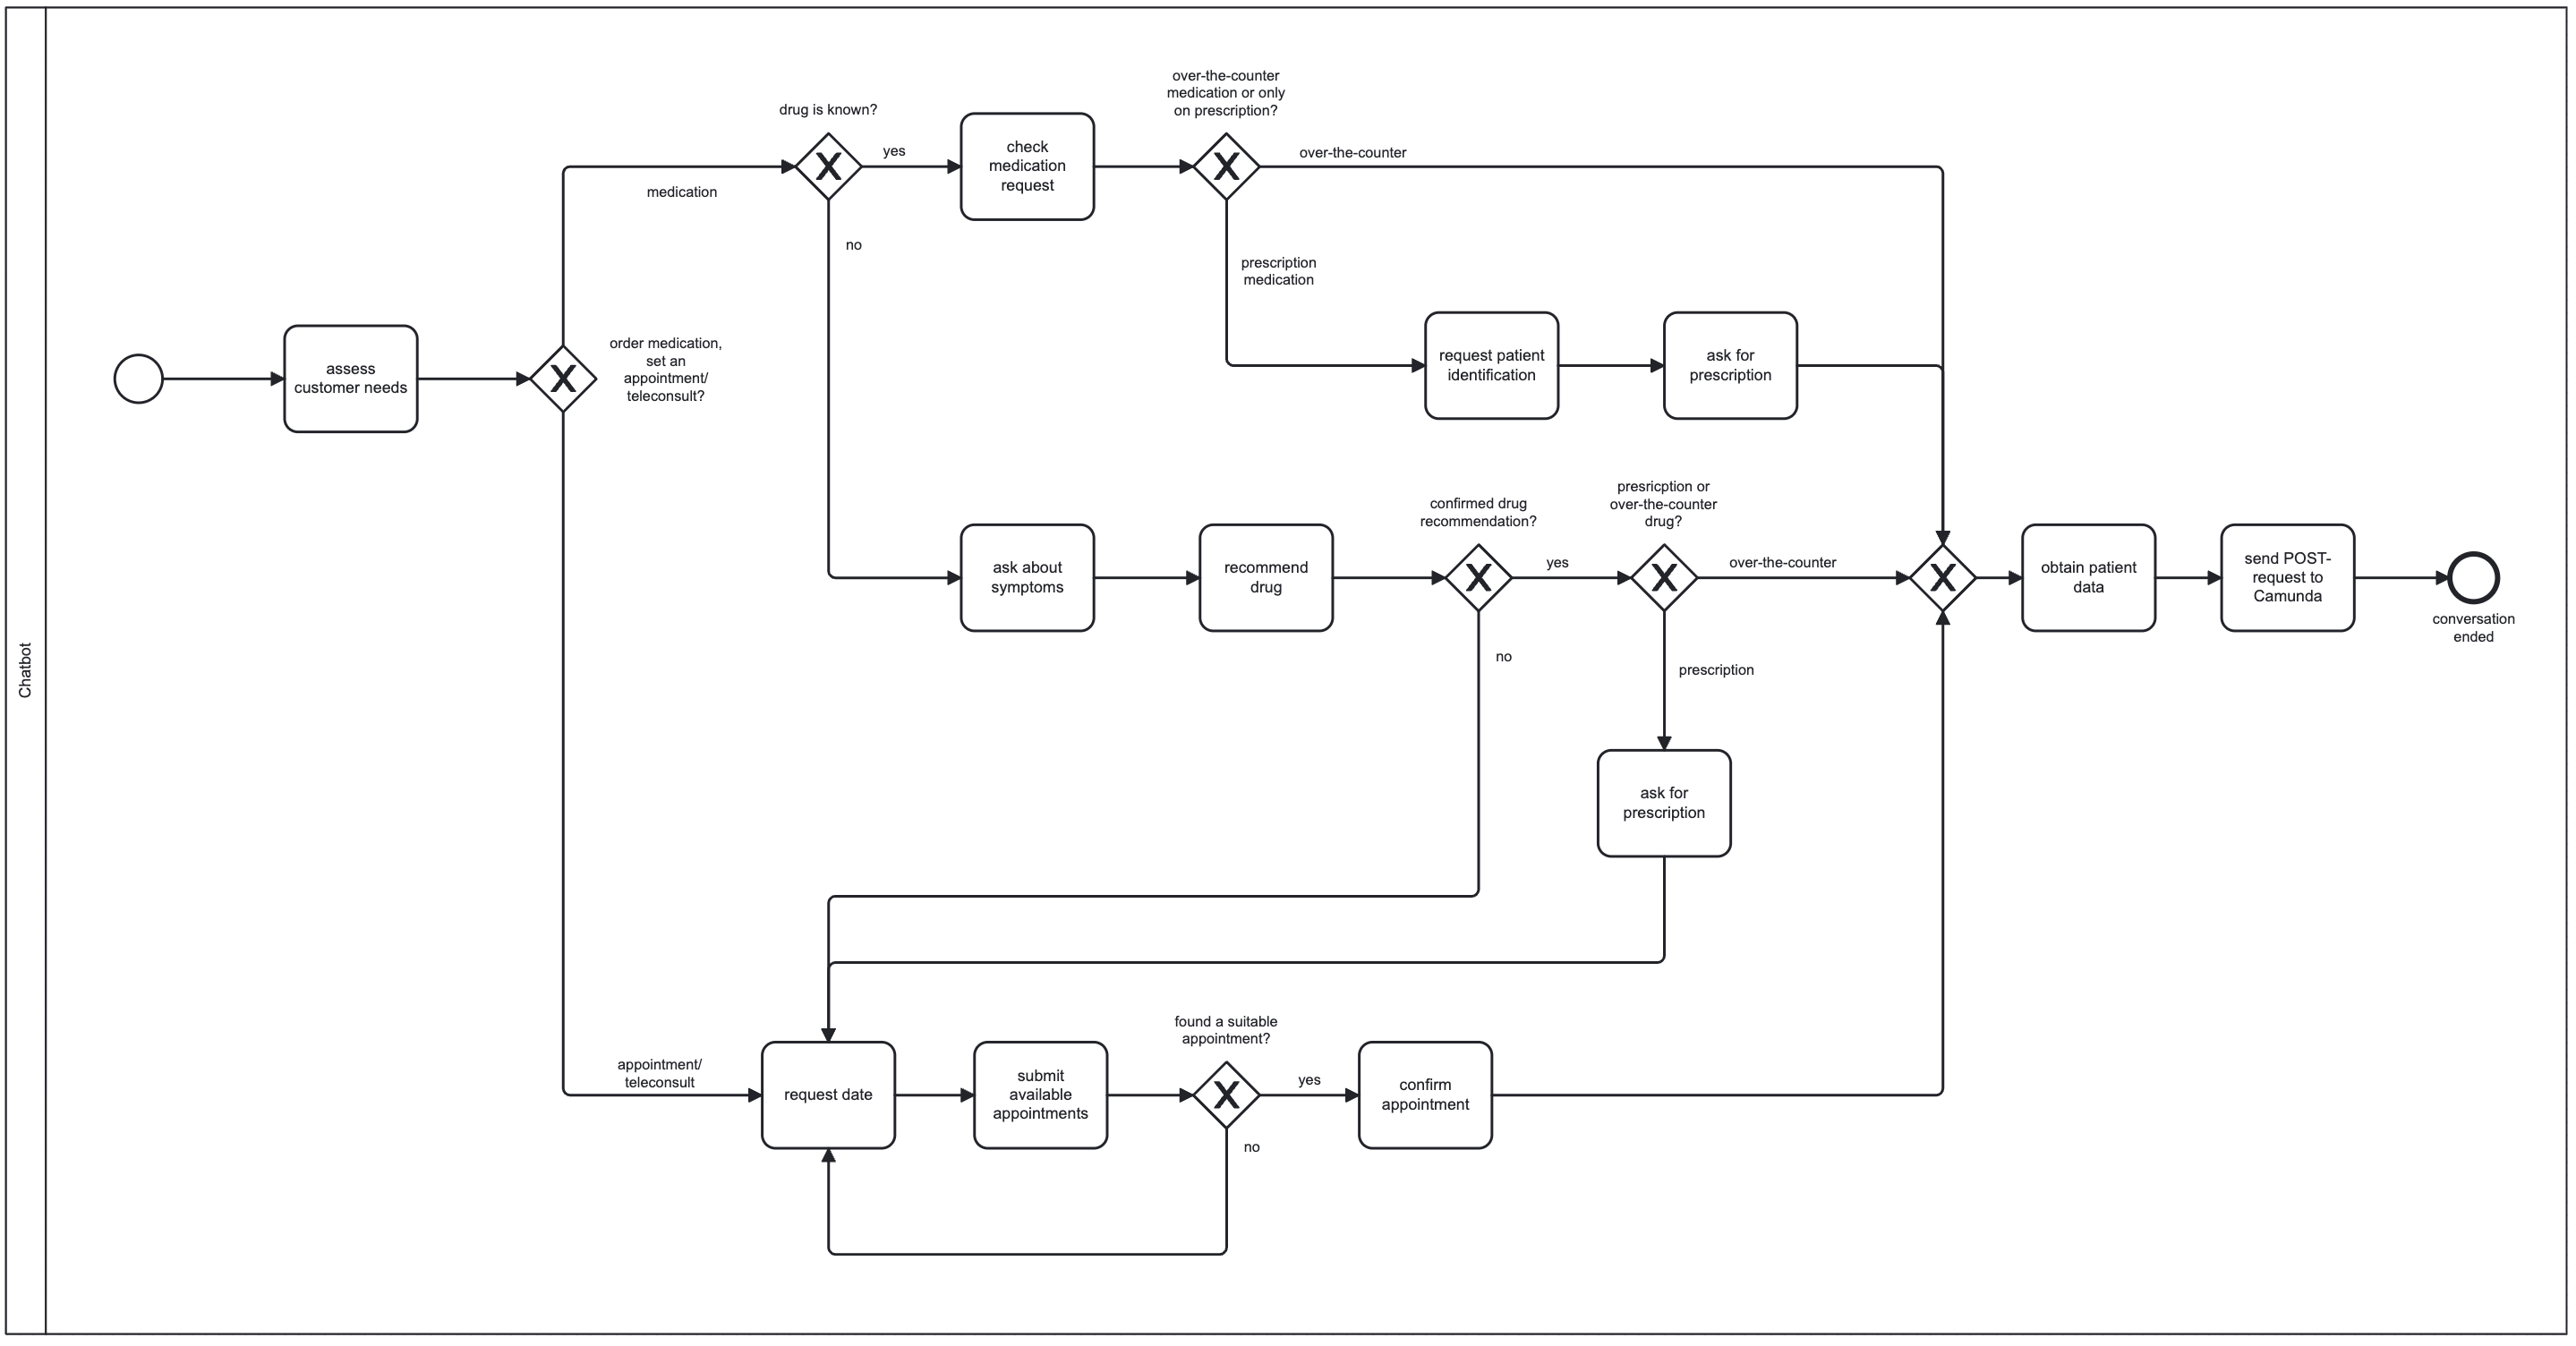 Chatbot
over-the-counter
medication or only
on prescription?
drug is known?
yes
check
medication
request
over-the-counter
medication
no
prescription
medication
order medication,
set an
appointment/
teleconsult?
assess
customer needs
request patient
identification
ask for
prescription
confirmed drug
recommendation?
presricption or
over-the-counter
drug?
ask about
symptoms
recommend
drug
yes
over-the-counter
obtain patient
data
send POST-
request to
Camunda
conversation
ended
no
prescription
ask for
prescription
found a suitable
appointment?
appointment/
teleconsult
request date
submit
available
appointments
yes
confirm
appointment
no